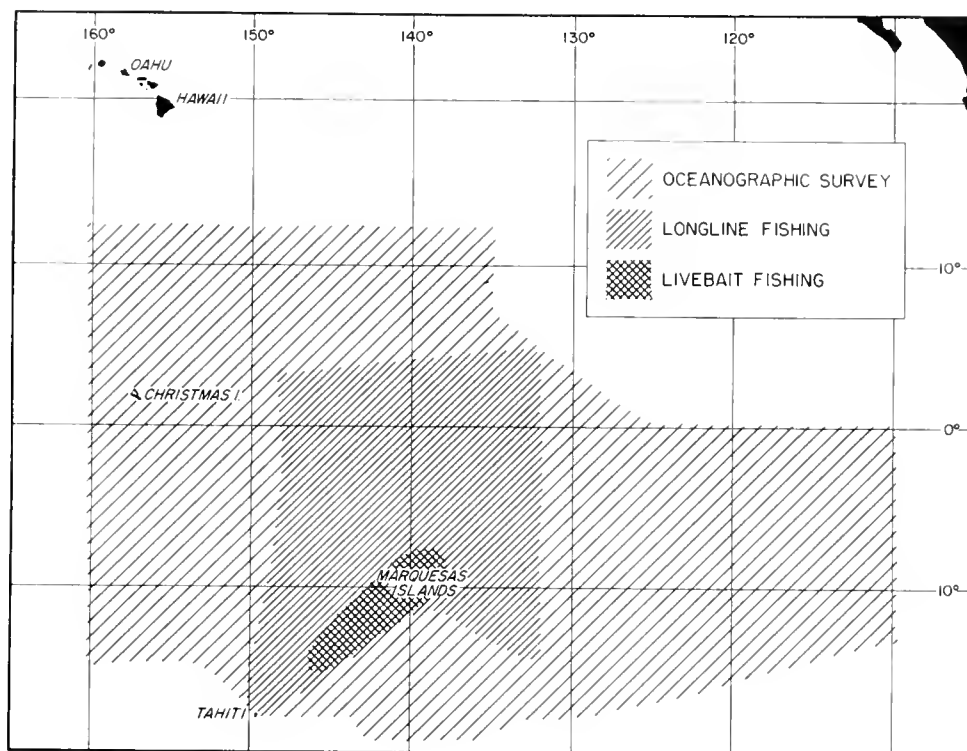 160° 150° 140° 130° 120°
OAHU
HAWAII
OCEANOGRAPHIC SURVEY
LONGLINE FISHING
LIVEBAIT FISHING
10°
CHRISTMAS I.
0°
MARQUESAS
ISLANDS
10°
TAHITI